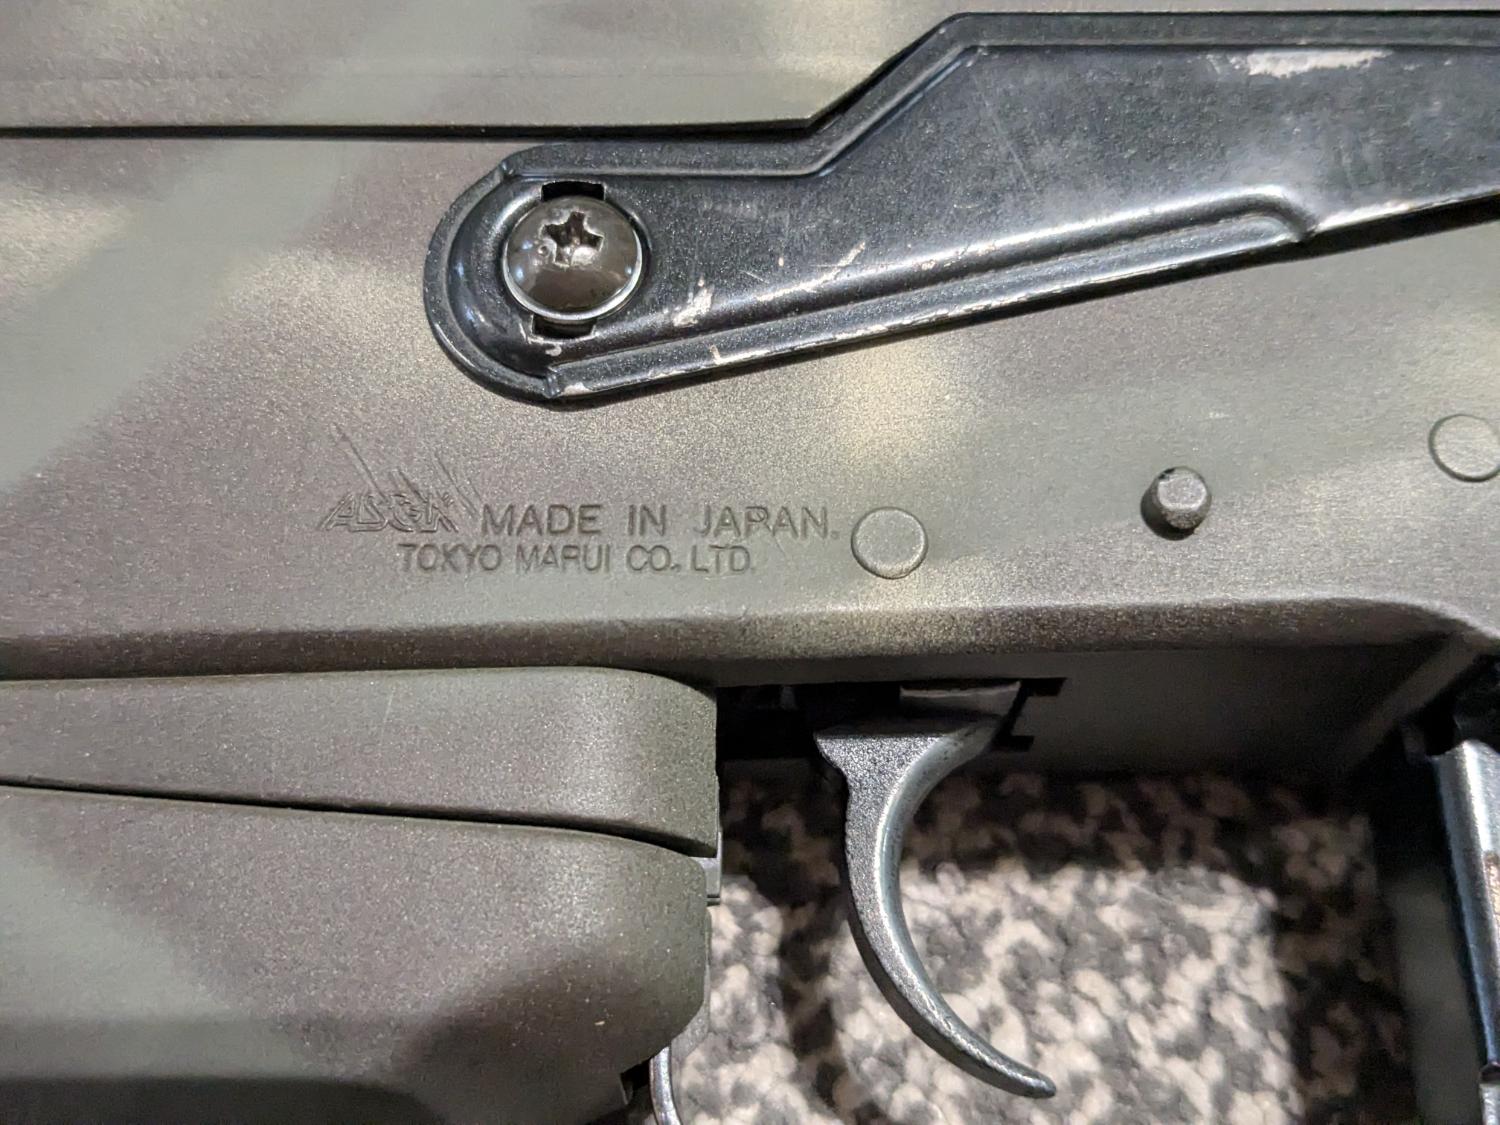 ASGK MADE IN JAPAN.
TOKYO MARUI CO., LTD.